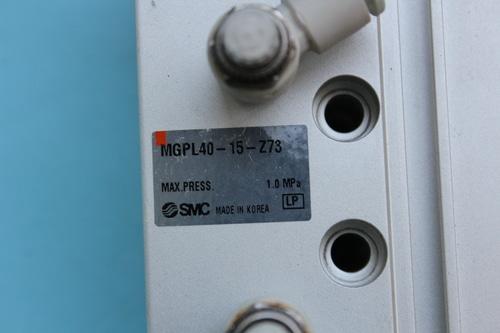 MGPL40-15-Z73
MAX.PRESS. 1.0 MPa
SMC MADE IN KOREA LP